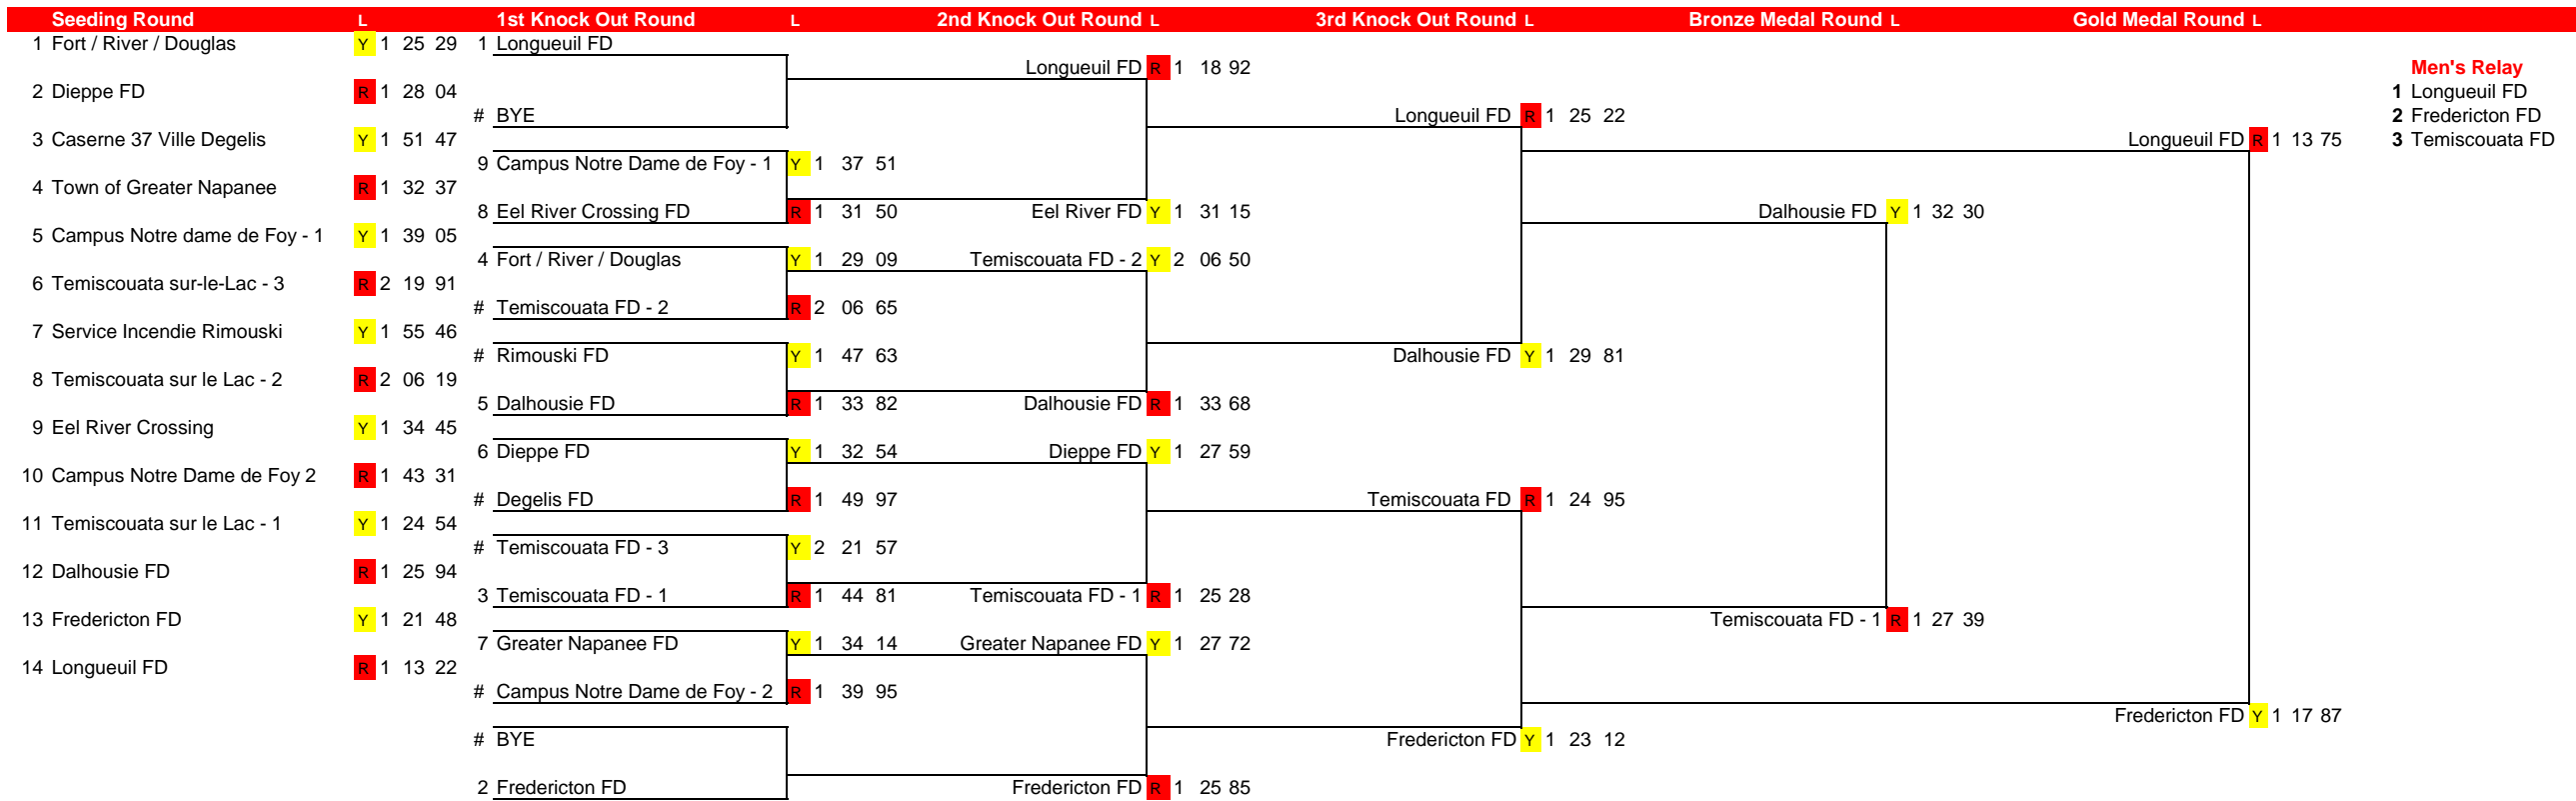 Seeding Round L 1st Knock Out Round L 2nd Knock Out Round L 3rd Knock Out Round L Bronze Medal Round L Gold Medal Round L
1 Fort / River / Douglas Y 1 25 29 1 Longueuil FD
Longueuil FD R 1 18 92 Men's Relay
2 Dieppe FD R 1 28 04 1 Longueuil FD
# BYE Longueuil FD R 1 25 22 2 Fredericton FD
3 Caserne 37 Ville Degelis Y 1 51 47 Longueuil FD R 1 13 75 3 Temiscouata FD
9 Campus Notre Dame de Foy - 1 Y 1 37 51
4 Town of Greater Napanee R 1 32 37
8 Eel River Crossing FD R 1 31 50 Eel River FD Y 1 31 15 Dalhousie FD Y 1 32 30
5 Campus Notre dame de Foy - 1 Y 1 39 05
4 Fort / River / Douglas Y 1 29 09 Temiscouata FD - 2 Y 2 06 50
6 Temiscouata sur-le-Lac - 3 R 2 19 91
# Temiscouata FD - 2 R 2 06 65
7 Service Incendie Rimouski Y 1 55 46
# Rimouski FD Y 1 47 63 Dalhousie FD Y 1 29 81
8 Temiscouata sur le Lac - 2 R 2 06 19
5 Dalhousie FD R 1 33 82 Dalhousie FD R 1 33 68
9 Eel River Crossing Y 1 34 45
6 Dieppe FD Y 1 32 54 Dieppe FD Y 1 27 59
10 Campus Notre Dame de Foy 2 R 1 43 31
# Degelis FD R 1 49 97 Temiscouata FD R 1 24 95
11 Temiscouata sur le Lac - 1 Y 1 24 54
# Temiscouata FD - 3 Y 2 21 57
12 Dalhousie FD R 1 25 94
3 Temiscouata FD - 1 R 1 44 81 Temiscouata FD - 1 R 1 25 28
13 Fredericton FD Y 1 21 48 Temiscouata FD - 1 R 1 27 39
7 Greater Napanee FD Y 1 34 14 Greater Napanee FD Y 1 27 72
14 Longueuil FD R 1 13 22
# Campus Notre Dame de Foy - 2 R 1 39 95
Fredericton FD Y 1 17 87
# BYE Fredericton FD Y 1 23 12
2 Fredericton FD Fredericton FD R 1 25 85